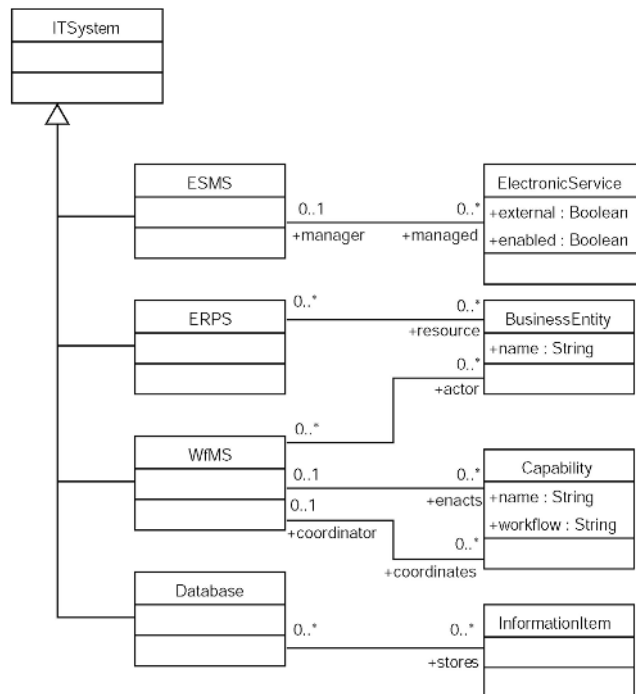 ITSystem
ESMS
ElectronicService
0..1
0..*
+external : Boolean
+manager
+managed
+enabled : Boolean
ERPS
0..*
0..*
BusinessEntity
+resource
+name : String
0..*
+actor
0..*
WfMS
Capability
0..1
0..*
+enacts
+name : String
0..1
+workflow : String
+coordinator
0..*
+coordinates
Database
0..*
0..*
InformationItem
+stores